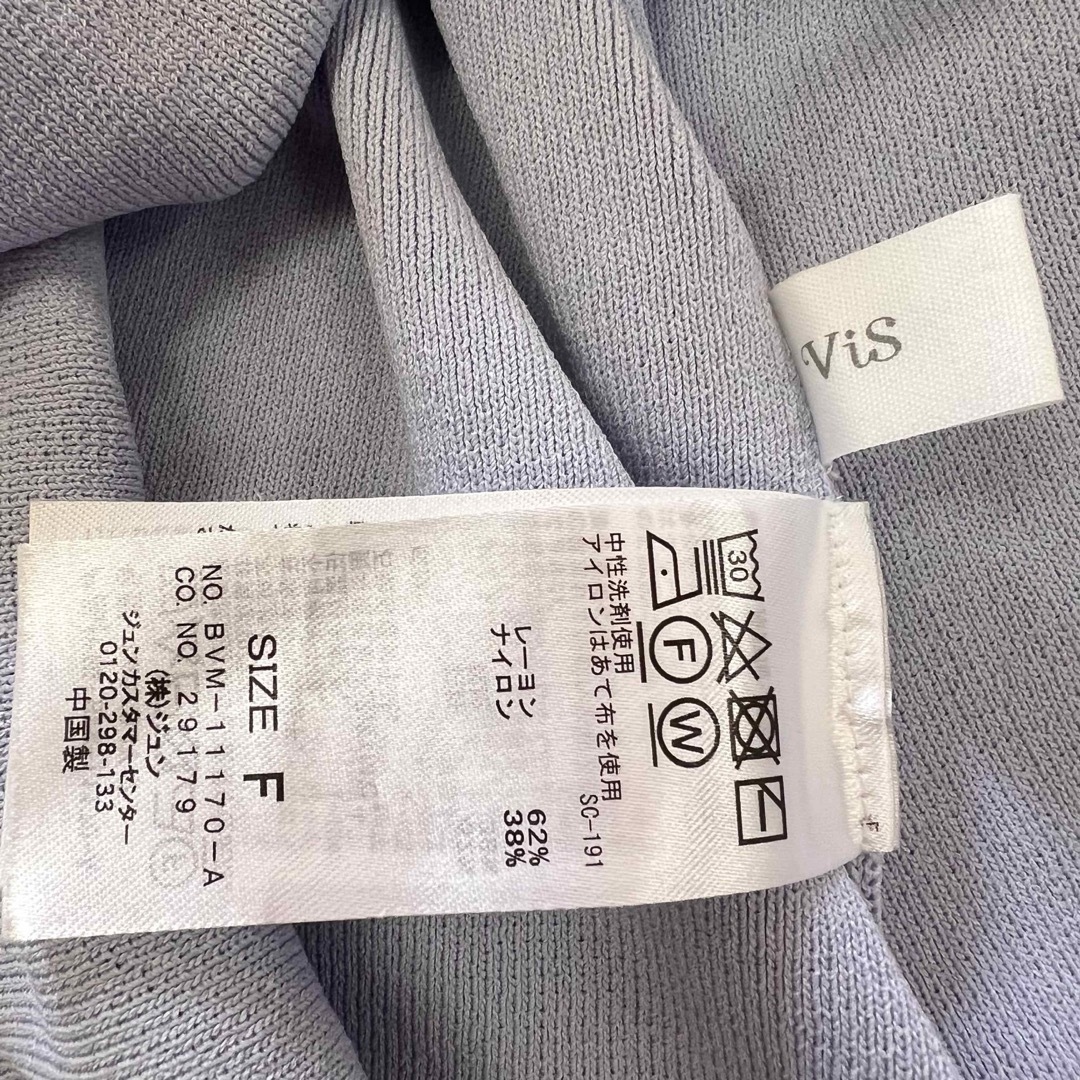 ViS
30
F
W
中性洗剤使用
アイロンはあて布を使用
SC-191
レーヨン 62%
ナイロン 38%
SIZE F
NO. BVM-11170-A
CO. NO. 29179
(株)ジュン
ジュンカスタマーセンター
0120-298-133
中国製